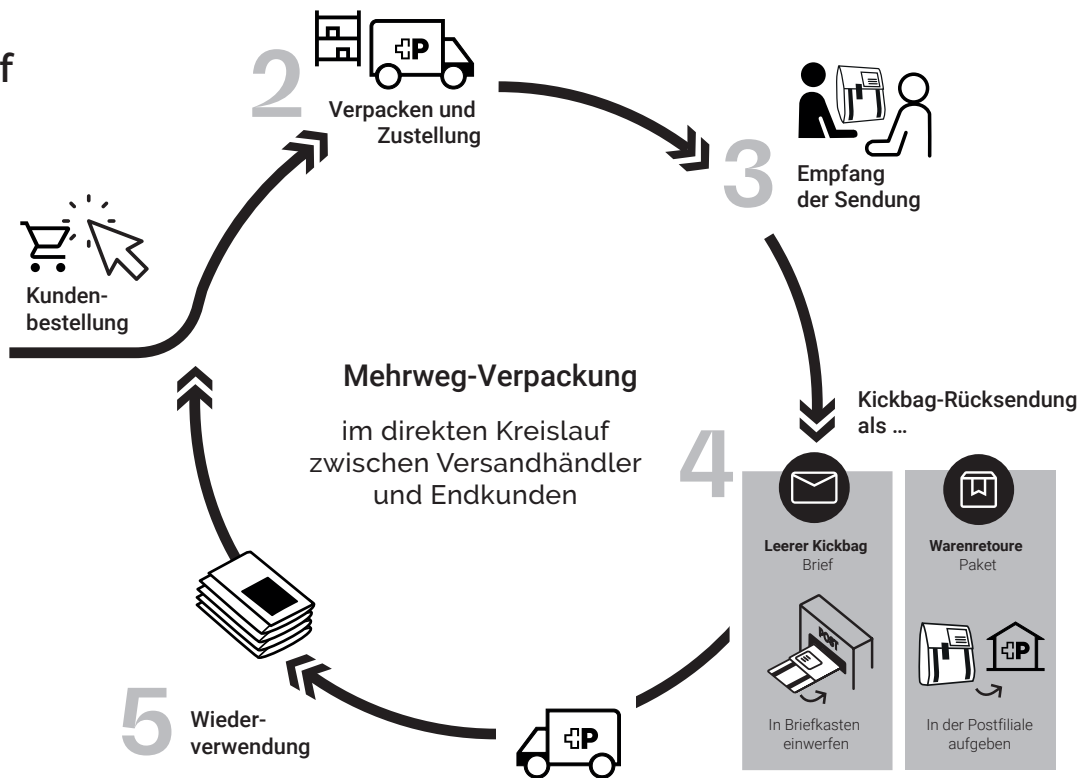 f
2
P
Verpacken und
Zustellung
3
Empfang
der Sendung
Kunden-
bestellung
Mehrweg-Verpackung
im direkten Kreislauf
zwischen Versandhändler
und Endkunden
Kickbag-Rücksendung
als ...
4
Leerer Kickbag
Brief
POST
In Briefkasten
einwerfen
Warenretoure
Paket
P
In der Postfiliale
aufgeben
5
Wieder-
verwendung
P